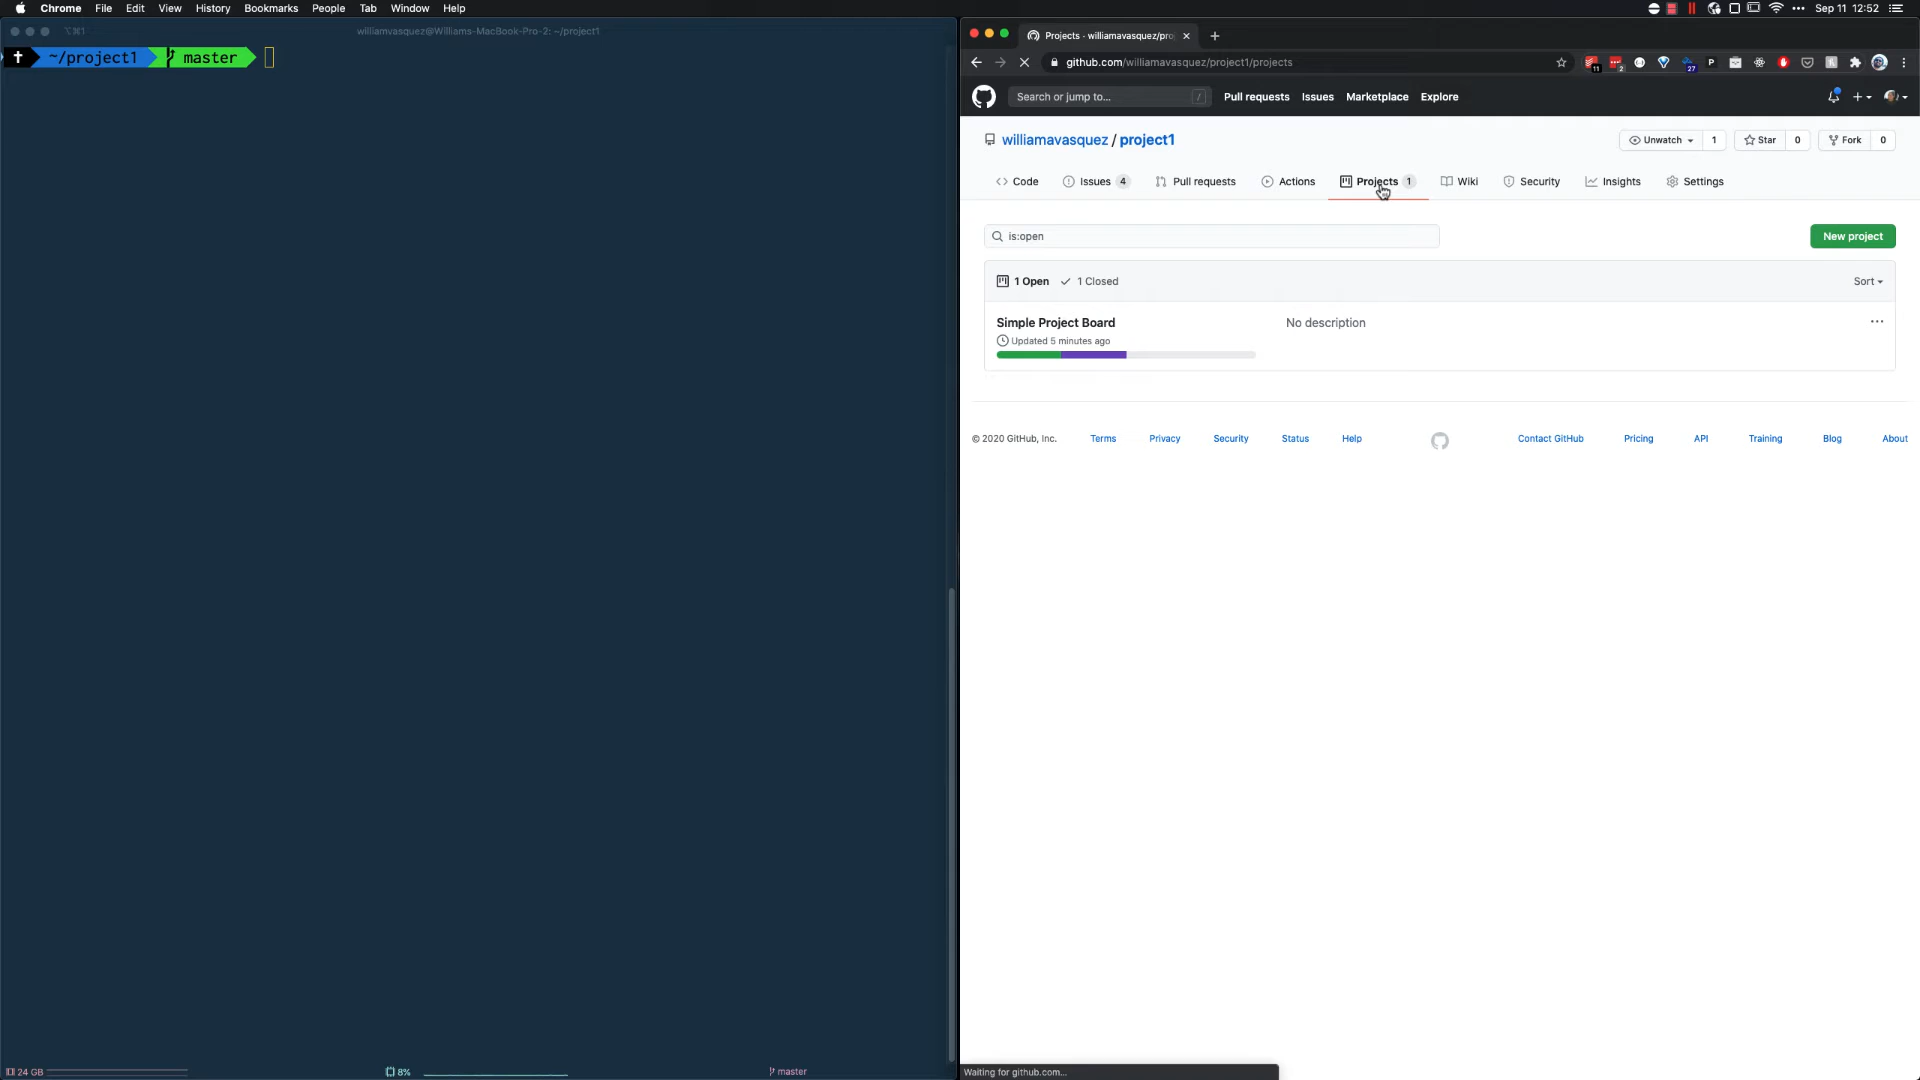 Chrome File Edit View History Bookmarks People Tab Window Help
Sep 11 12:52
⌥⌘1
williamvasquez@Williams-MacBook-Pro-2: ~/project1
~/project1 master
24 GB
8%
master
Projects · williamavasquez/pro
github.com/williamavasquez/project1/projects
11
2
27
Search or jump to... /
Pull requests Issues Marketplace Explore
williamavasquez / project1
Unwatch 1
Star 0
Fork 0
Code
Issues 4
Pull requests
Actions
Projects 1
Wiki
Security
Insights
Settings
is:open
New project
1 Open
1 Closed
Sort
Simple Project Board
No description
Updated 5 minutes ago
© 2020 GitHub, Inc. Terms Privacy Security Status Help Contact GitHub Pricing API Training Blog About
Waiting for github.com...